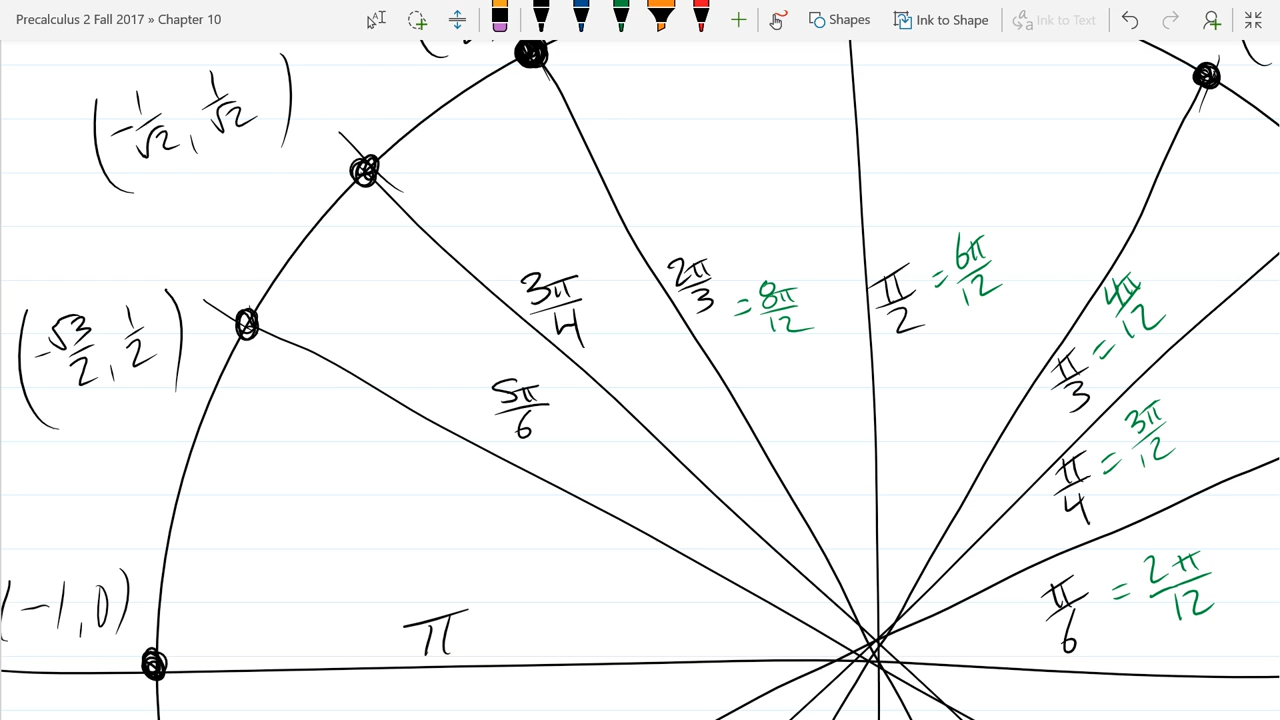 Precalculus 2 Fall 2017 » Chapter 10
Shapes
Ink to Shape
Ink to Text
(-1/√2, 1/√2)
(-√3/2, 1/2)
(-1,0)
π
5π/6
3π/4
2π/3 = 8π/12
π/2 = 6π/12
π/3 = 4π/12
π/4 = 3π/12
π/6 = 2π/12